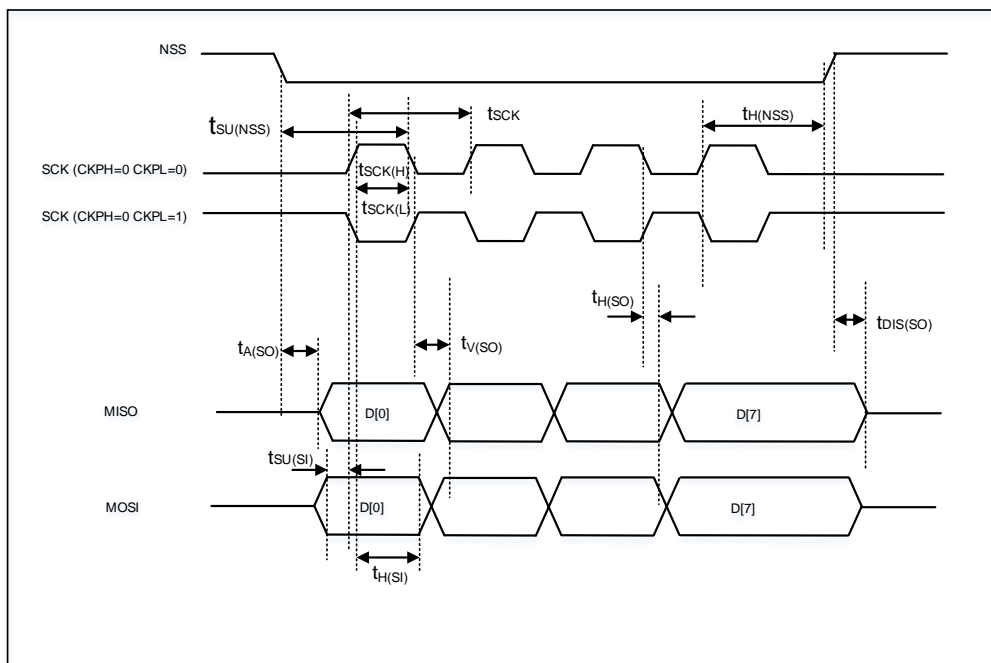 NSS
tSCK
tH(NSS)
tSU(NSS)
SCK (CKPH=0 CKPL=0)
tSCK(H)
tSCK(L)
SCK (CKPH=0 CKPL=1)
tH(SO)
tDIS(SO)
tA(SO)
tV(SO)
MISO
D[0]
D[7]
tSU(SI)
MOSI
D[0]
D[7]
tH(SI)